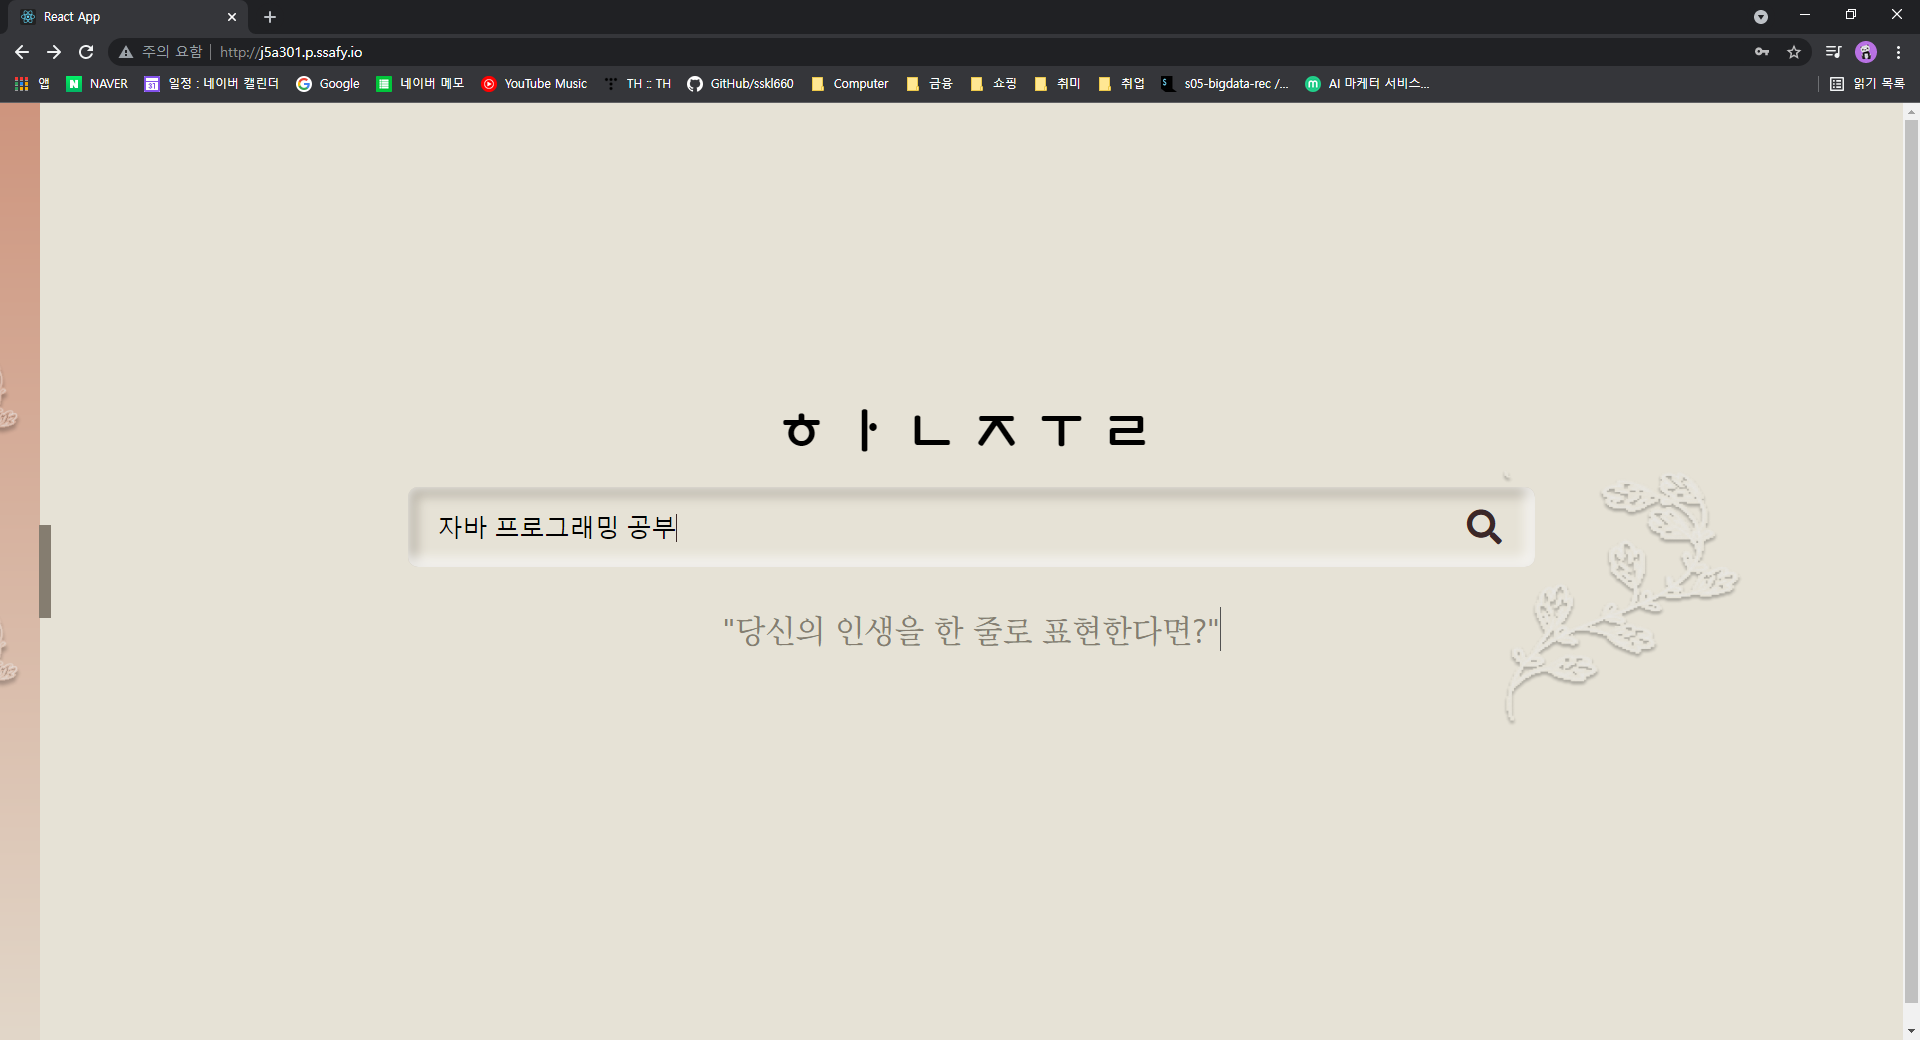 React App
주의 요함 | http://j5a301.p.ssafy.io
앱 NAVER 일정 : 네이버 캘린더 Google 네이버 메모 YouTube Music TH :: TH GitHub/sskl660 Computer 금융 쇼핑 취미 취업 s05-bigdata-rec /... AI 마케터 서비스... 읽기 목록
ㅎㅏㄴㅈㅜㄹ
자바 프로그래밍 공부
"당신의 인생을 한 줄로 표현한다면?"